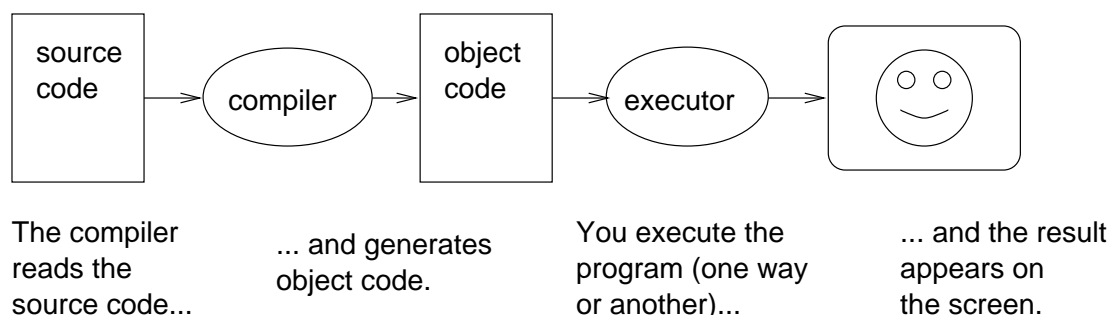 source
code
compiler
object
code
executor
The compiler
reads the
source code...
... and generates
object code.
You execute the
program (one way
or another)...
... and the result
appears on
the screen.